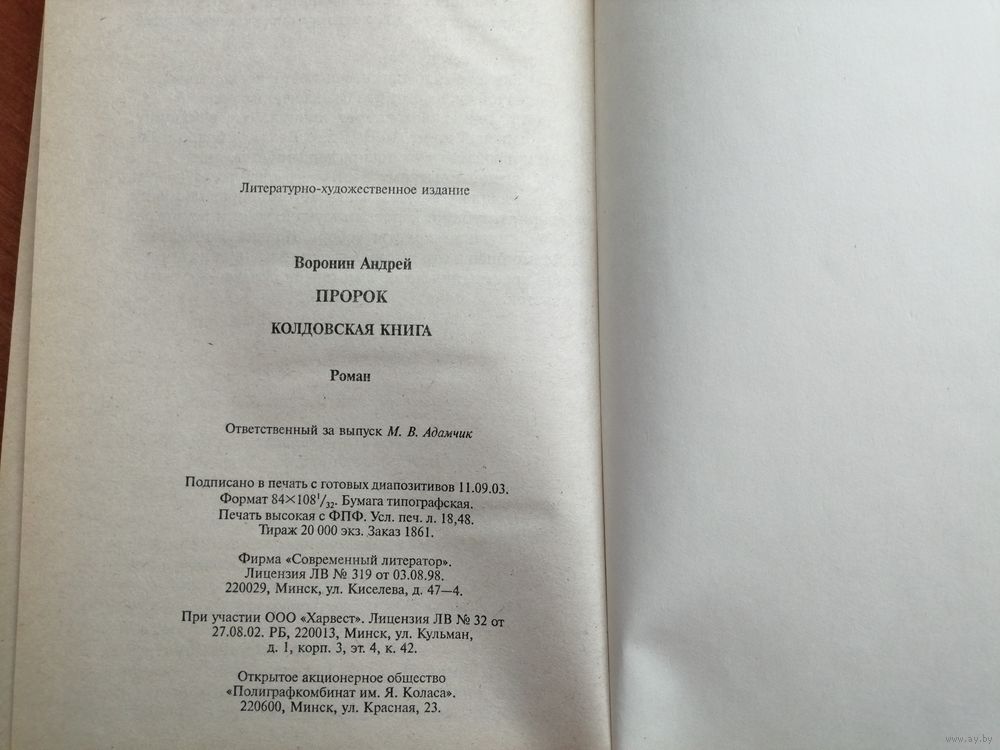 Литературно-художественное издание
Воронин Андрей
ПРОРОК
КОЛДОВСКАЯ КНИГА
Роман
Ответственный за выпуск М. В. Адамчик
Подписано в печать с готовых диапозитивов 11.09.03.
Формат 84×108¹/₃₂. Бумага типографская.
Печать высокая с ФПФ. Усл. печ. л. 18,48.
Тираж 20 000 экз. Заказ 1861.
Фирма «Современный литератор».
Лицензия ЛВ № 319 от 03.08.98.
220029, Минск, ул. Киселева, д. 47—4.
При участии ООО «Харвест». Лицензия ЛВ № 32 от
27.08.02. РБ, 220013, Минск, ул. Кульман,
д. 1, корп. 3, эт. 4, к. 42.
Открытое акционерное общество
«Полиграфкомбинат им. Я. Коласа».
220600, Минск, ул. Красная, 23.
www.ay.by